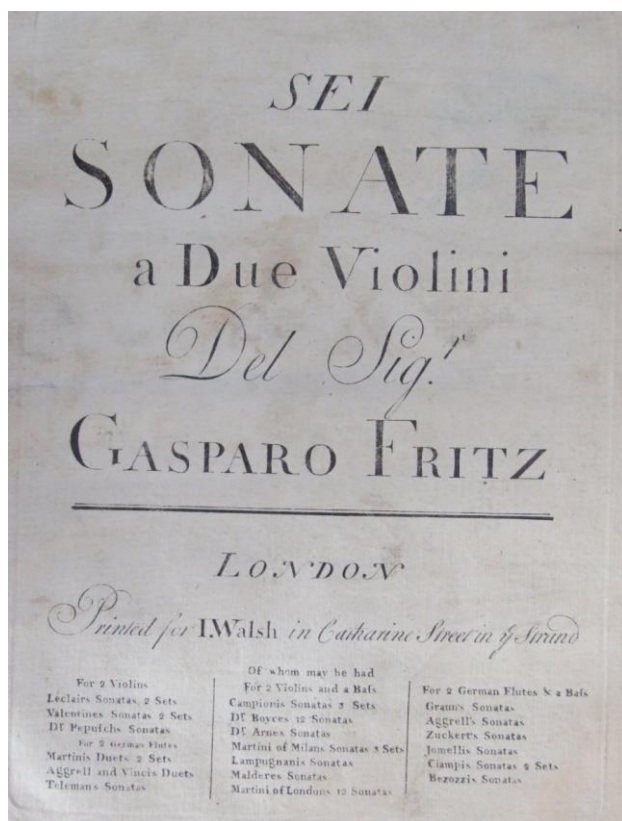 SEI
SONATE
a Due Violini
Del Sig.r
GASPARO FRITZ
LONDON
Printed for I.Walsh in Catharine Street in ye Strand
Of whom may be had
For 2 Violins
Leclairs Sonatas 2 Sets
Valentines Sonatas 2 Sets
Dr Pepuschs Sonatas
For 2 German Flutes
Martinis Duets 2 Sets
Aggrell and Vincis Duets
Telemans Sonatas
For 2 Violins and a Bass
Campionis Sonatas 3 Sets
Dr Boyces 12 Sonatas
Dr Arnes Sonatas
Martini of Milans Sonatas 3 Sets
Lampugnanis Sonatas
Malderes Sonatas
Martini of Londons 12 Sonatas
For 2 German Flutes & a Bass
Graun's Sonatas
Aggrell's Sonatas
Zuckert's Sonatas
Jomellis Sonatas
Ciampis Sonatas 2 Sets
Bezozzis Sonatas